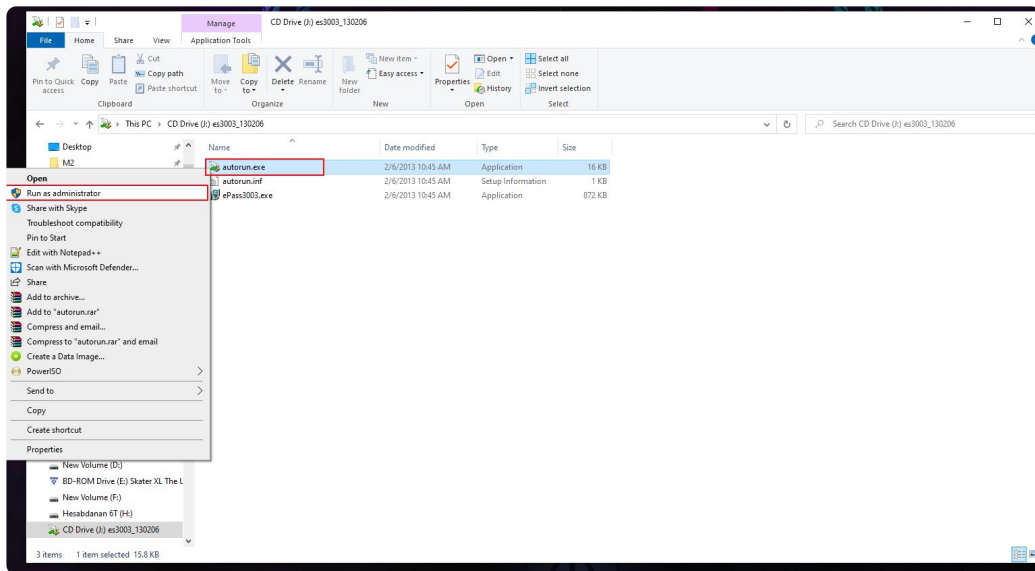 Manage
CD Drive (J:) es3003_130206
File
Home
Share
View
Application Tools
Pin to Quick access
Copy
Paste
Cut
Copy path
Paste shortcut
Clipboard
Move to
Copy to
Delete
Rename
Organize
New folder
New item
Easy access
New
Properties
Open
Edit
History
Open
Select all
Select none
Invert selection
Select
This PC > CD Drive (J:) es3003_130206
Search CD Drive (J:) es3003_130206
Desktop
M2
Name
Date modified
Type
Size
autorun.exe 2/6/2013 10:45 AM Application 16 KB
autorun.inf 2/6/2013 10:45 AM Setup Information 1 KB
ePass3003.exe 2/6/2013 10:45 AM Application 872 KB
Open
Run as administrator
Share with Skype
Troubleshoot compatibility
Pin to Start
Edit with Notepad++
Scan with Microsoft Defender...
Share
Add to archive...
Add to "autorun.rar"
Compress and email...
Compress to "autorun.rar" and email
Create a Data Image...
PowerISO
Send to
Copy
Create shortcut
Properties
New Volume (D:)
BD-ROM Drive (E:) Skater XL The U
New Volume (F:)
Hesabdanan 6T (H:)
CD Drive (J:) es3003_130206
3 items
1 item selected 15.8 KB